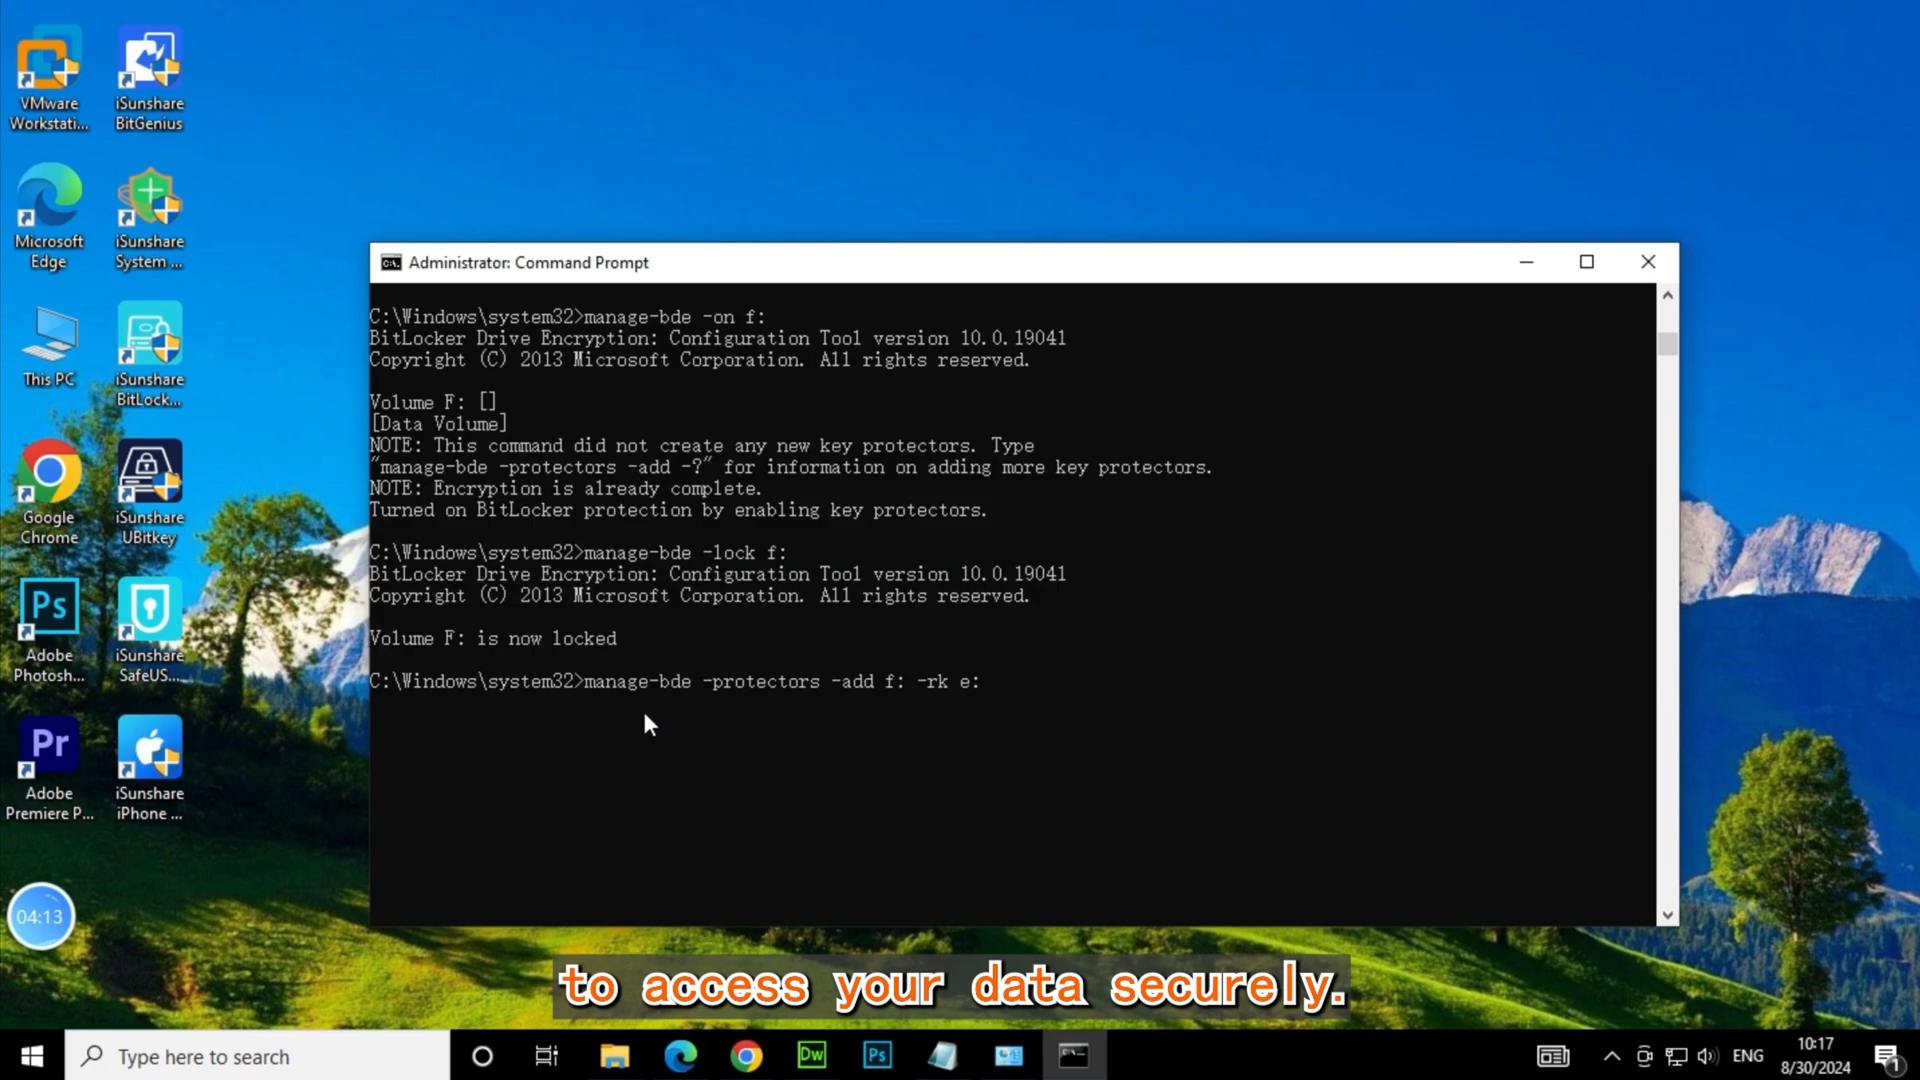 VMware
Workstati...
iSunshare
BitGenius
Microsoft
Edge
iSunshare
System ...
This PC
iSunshare
BitLock...
Google
Chrome
iSunshare
UBitkey
Ps
Adobe
Photosh...
iSunshare
SafeUS...
Pr
Adobe
Premiere P...
iSunshare
iPhone ...
04:13
Administrator: Command Prompt
C:\Windows\system32>manage-bde -on f:
BitLocker Drive Encryption: Configuration Tool version 10.0.19041
Copyright (C) 2013 Microsoft Corporation. All rights reserved.
Volume F: []
[Data Volume]
NOTE: This command did not create any new key protectors. Type
"manage-bde -protectors -add -?" for information on adding more key protectors.
NOTE: Encryption is already complete.
Turned on BitLocker protection by enabling key protectors.
C:\Windows\system32>manage-bde -lock f:
BitLocker Drive Encryption: Configuration Tool version 10.0.19041
Copyright (C) 2013 Microsoft Corporation. All rights reserved.
Volume F: is now locked
C:\Windows\system32>manage-bde -protectors -add f: -rk e:
to access your data securely.
Type here to search
Dw
Ps
ENG
10:17
8/30/2024
1